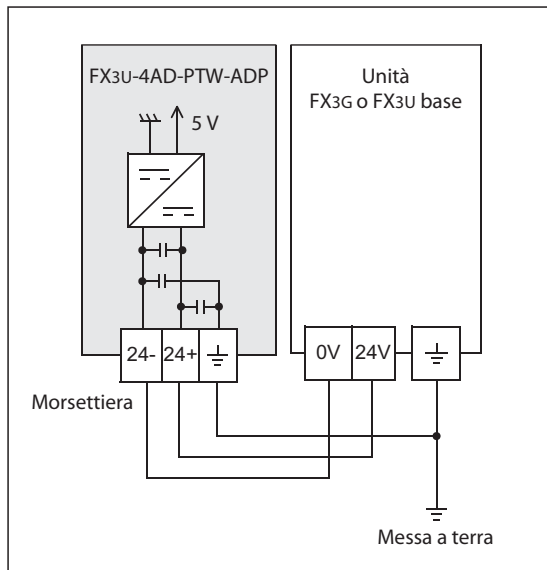 FX3U-4AD-PTW-ADP
5 V
24-
24+
Morsettiera
Unità
FX3G o FX3U base
0V
24V
Messa a terra